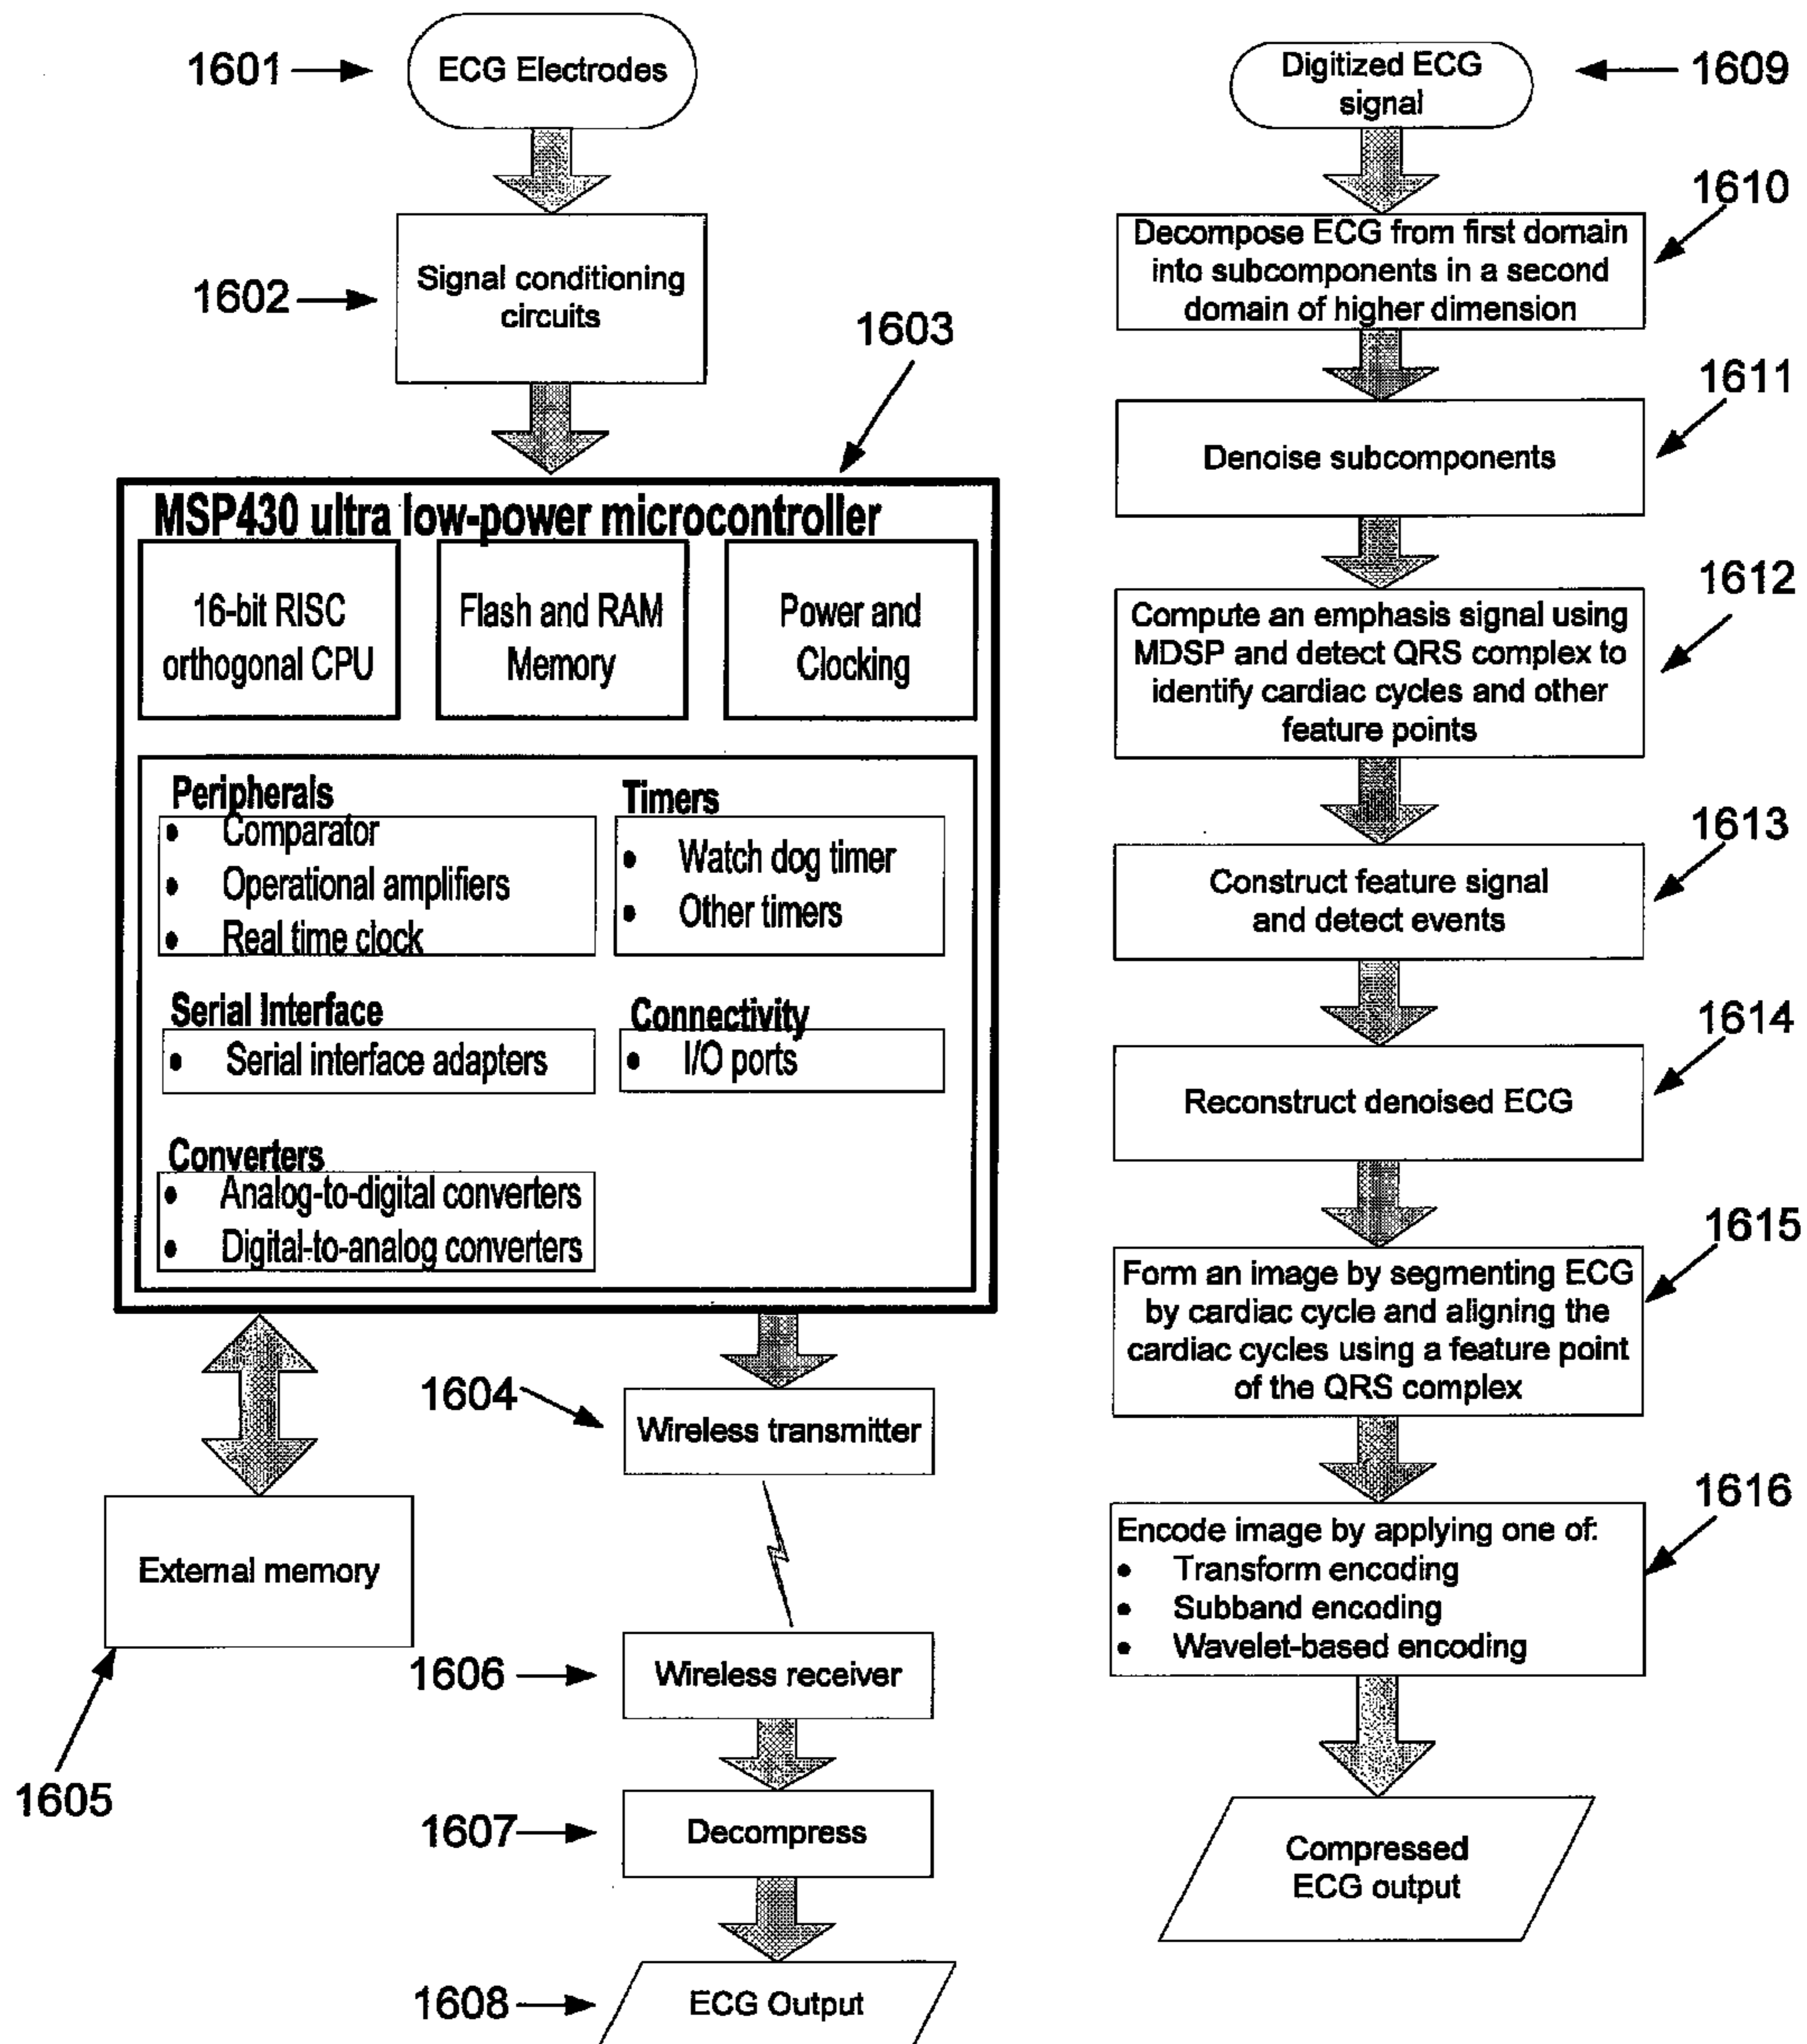 1601
ECG Electrodes
1602
Signal conditioning
circuits
1603
MSP430 ultra low-power microcontroller
16-bit RISC
orthogonal CPU
Flash and RAM
Memory
Power and
Clocking
Peripherals
• Comparator
• Operational amplifiers
• Real time clock
Timers
• Watch dog timer
• Other timers
Serial Interface
• Serial interface adapters
Connectivity
• I/O ports
Converters
• Analog-to-digital converters
• Digital-to-analog converters
1604
Wireless transmitter
External memory
1605
1606
Wireless receiver
1607
Decompress
1608
ECG Output
Digitized ECG
signal
1609
1610
Decompose ECG from first domain
into subcomponents in a second
domain of higher dimension
1611
Denoise subcomponents
1612
Compute an emphasis signal using
MDSP and detect QRS complex to
identify cardiac cycles and other
feature points
1613
Construct feature signal
and detect events
1614
Reconstruct denoised ECG
1615
Form an image by segmenting ECG
by cardiac cycle and aligning the
cardiac cycles using a feature point
of the QRS complex
1616
Encode image by applying one of:
• Transform encoding
• Subband encoding
• Wavelet-based encoding
Compressed
ECG output